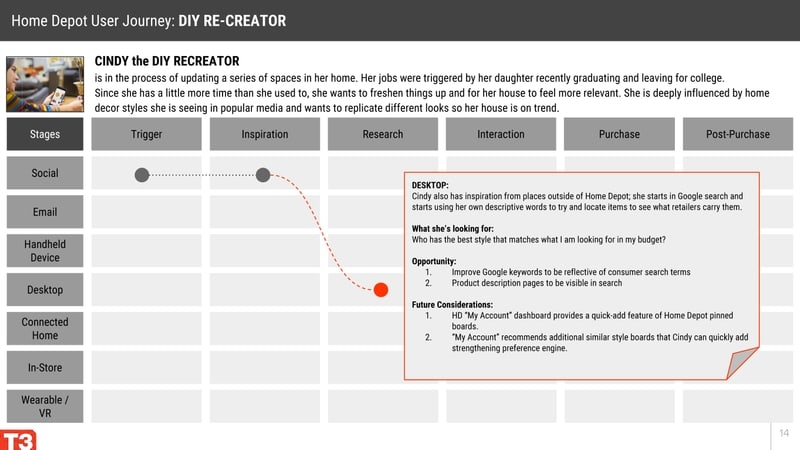 Home Depot User Journey: DIY RE-CREATOR
CINDY the DIY RECREATOR
is in the process of updating a series of spaces in her home. Her jobs were triggered by her daughter recently graduating and leaving for college.
Since she has a little more time than she used to, she wants to freshen things up and for her house to feel more relevant. She is deeply influenced by home
decor styles she is seeing in popular media and wants to replicate different looks so her house is on trend.
Stages
Trigger
Inspiration
Research
Interaction
Purchase
Post-Purchase
Social
Email
Handheld
Device
Desktop
Connected
Home
In-Store
Wearable /
VR
DESKTOP:
Cindy also has inspiration from places outside of Home Depot; she starts in Google search and
starts using her own descriptive words to try and locate items to see what retailers carry them.
What she's looking for:
Who has the best style that matches what I am looking for in my budget?
Opportunity:
1. Improve Google keywords to be reflective of consumer search terms
2. Product description pages to be visible in search
Future Considerations:
1. HD "My Account" dashboard provides a quick-add feature of Home Depot pinned
boards.
2. "My Account" recommends additional similar style boards that Cindy can quickly add
strengthening preference engine.
T3
14